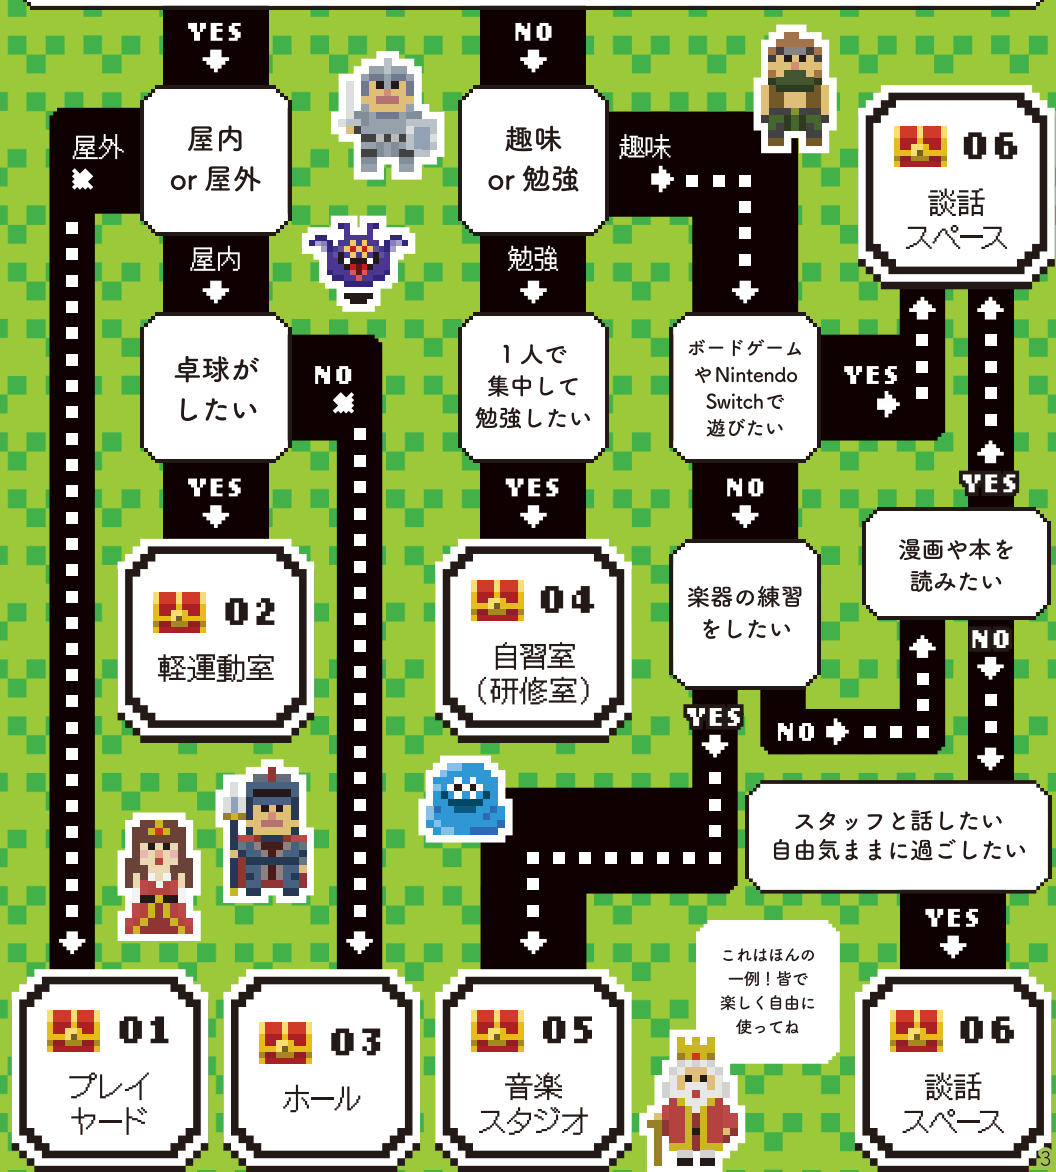 YES
NO
屋外
屋内
or 屋外
趣味
or 勉強
趣味
06
談話
スペース
屋内
勉強
卓球が
したい
NO
1人で
集中して
勉強したい
ボードゲーム
やNintendo
Switchで
遊びたい
YES
YES
YES
YES
NO
02
軽運動室
04
自習室
（研修室）
楽器の練習
をしたい
漫画や本を
読みたい
NO
YES
NO
スタッフと話したい
自由気ままに過ごしたい
YES
これはほんの
一例！皆で
楽しく自由に
使ってね
01
プレイ
ヤード
03
ホール
05
音楽
スタジオ
06
談話
スペース
3